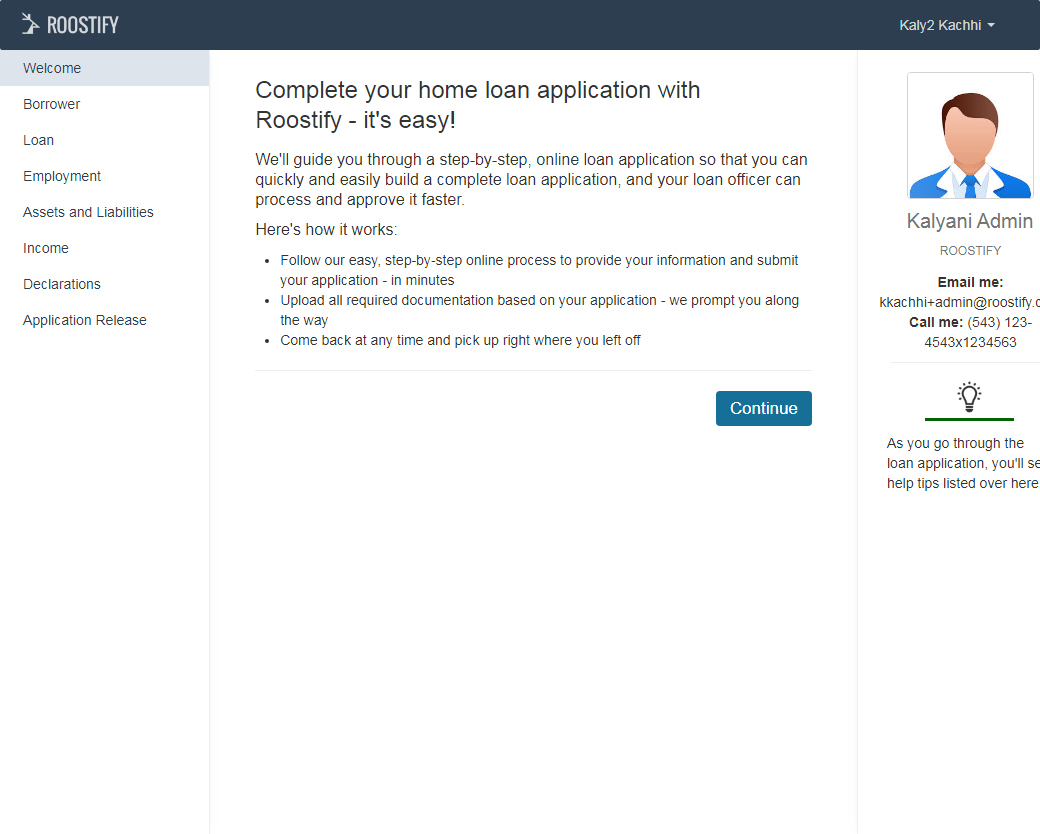 ROOSTIFY
Kaly2 Kachhi
Welcome
Borrower
Loan
Employment
Assets and Liabilities
Income
Declarations
Application Release
Complete your home loan application with
Roostify - it's easy!
We'll guide you through a step-by-step, online loan application so that you can
quickly and easily build a complete loan application, and your loan officer can
process and approve it faster.
Here's how it works:
Follow our easy, step-by-step online process to provide your information and submit
your application - in minutes
Upload all required documentation based on your application - we prompt you along
the way
Come back at any time and pick up right where you left off
Continue
Kalyani Admin
ROOSTIFY
Email me:
kkachhi+admin@roostify.c
Call me: (543) 123-
4543x1234563
As you go through the
loan application, you'll se
help tips listed over here